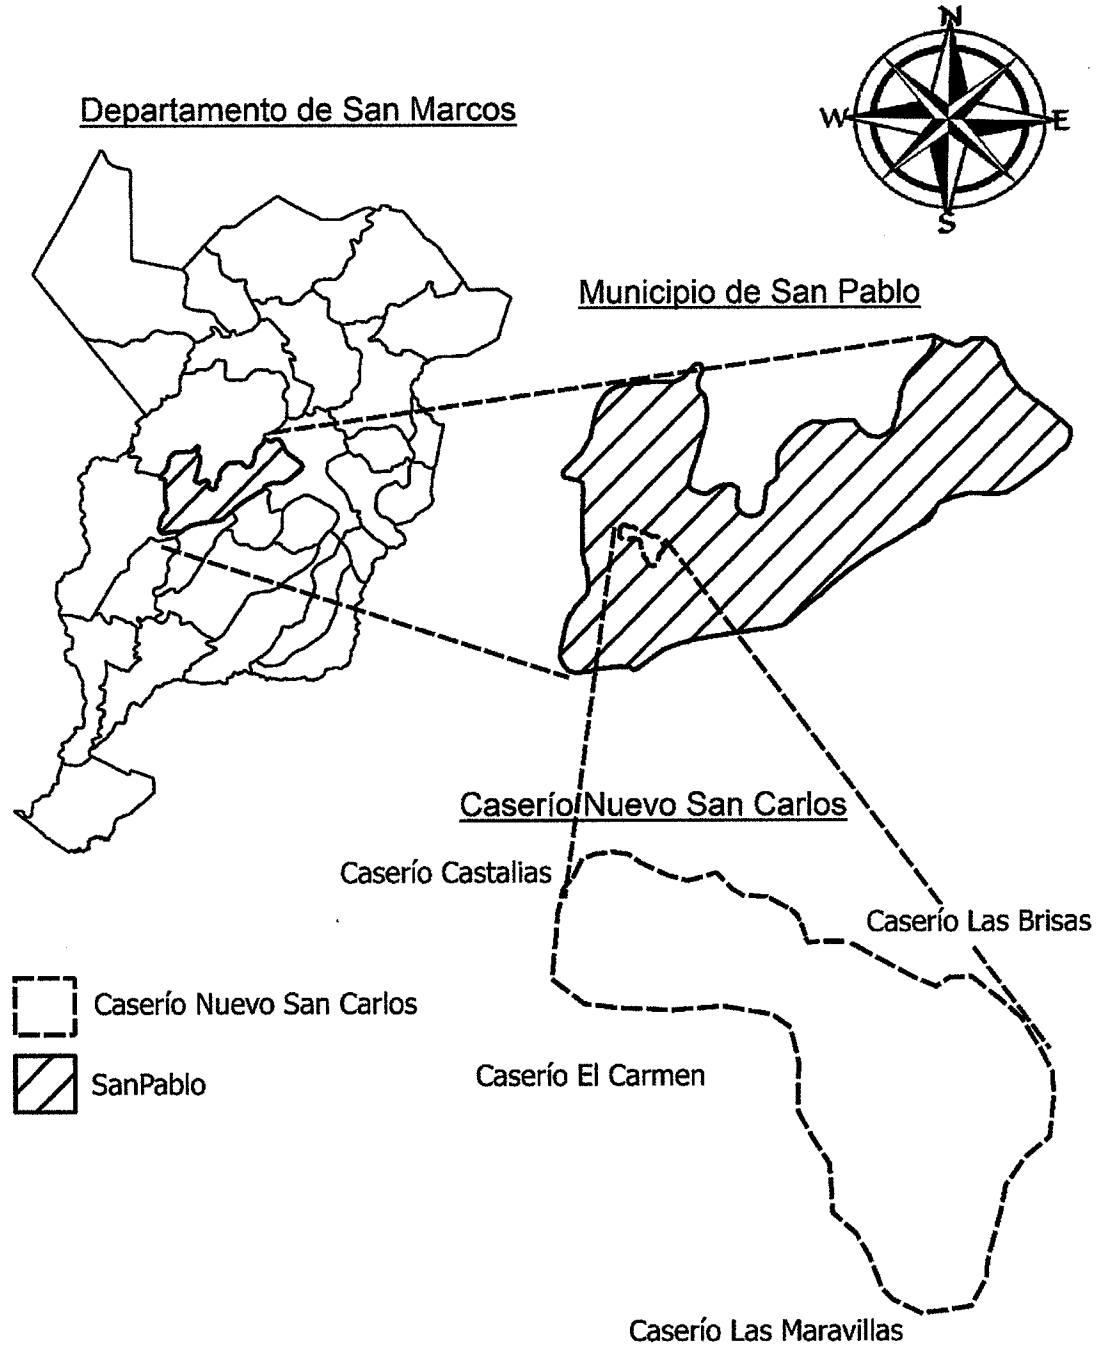 N
Departamento de San Marcos
W
E
S
Municipio de San Pablo
Caserío Nuevo San Carlos
Caserío Castalias
Caserío Las Brisas
Caserío Nuevo San Carlos
Caserío El Carmen
SanPablo
Caserío Las Maravillas